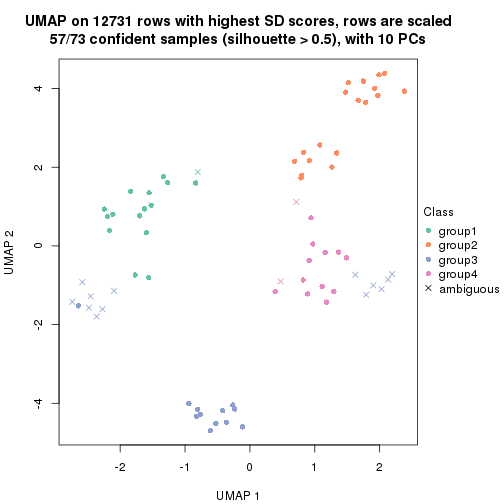 UMAP on 12731 rows with highest SD scores, rows are scaled
57/73 confident samples (silhouette > 0.5), with 10 PCs
4
2
0
-2
-4
UMAP 2
-2
-1
0
1
2
UMAP 1
Class
group1
group2
group3
group4
ambiguous